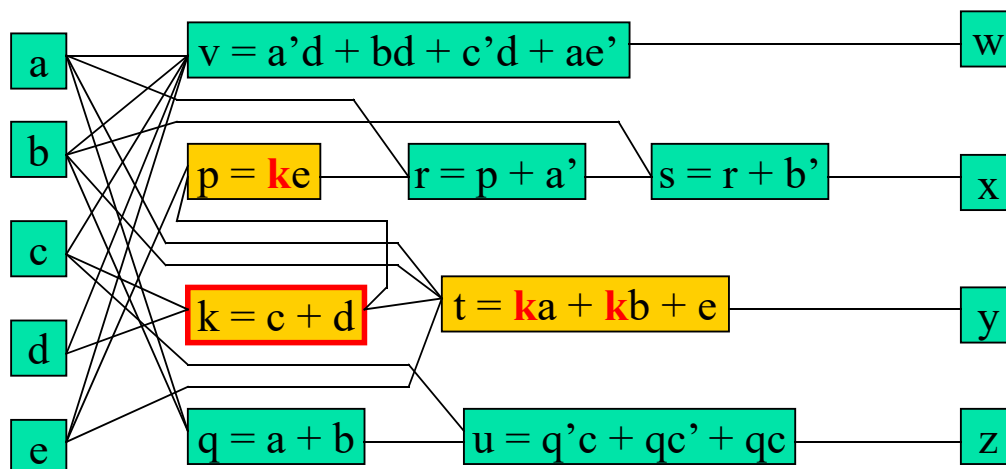 a
v = a’d + bd + c’d + ae’
w
b
p = ke
r = p + a’
s = r + b’
x
c
k = c + d
t = ka + kb + e
y
d
e
q = a + b
u = q’c + qc’ + qc
z